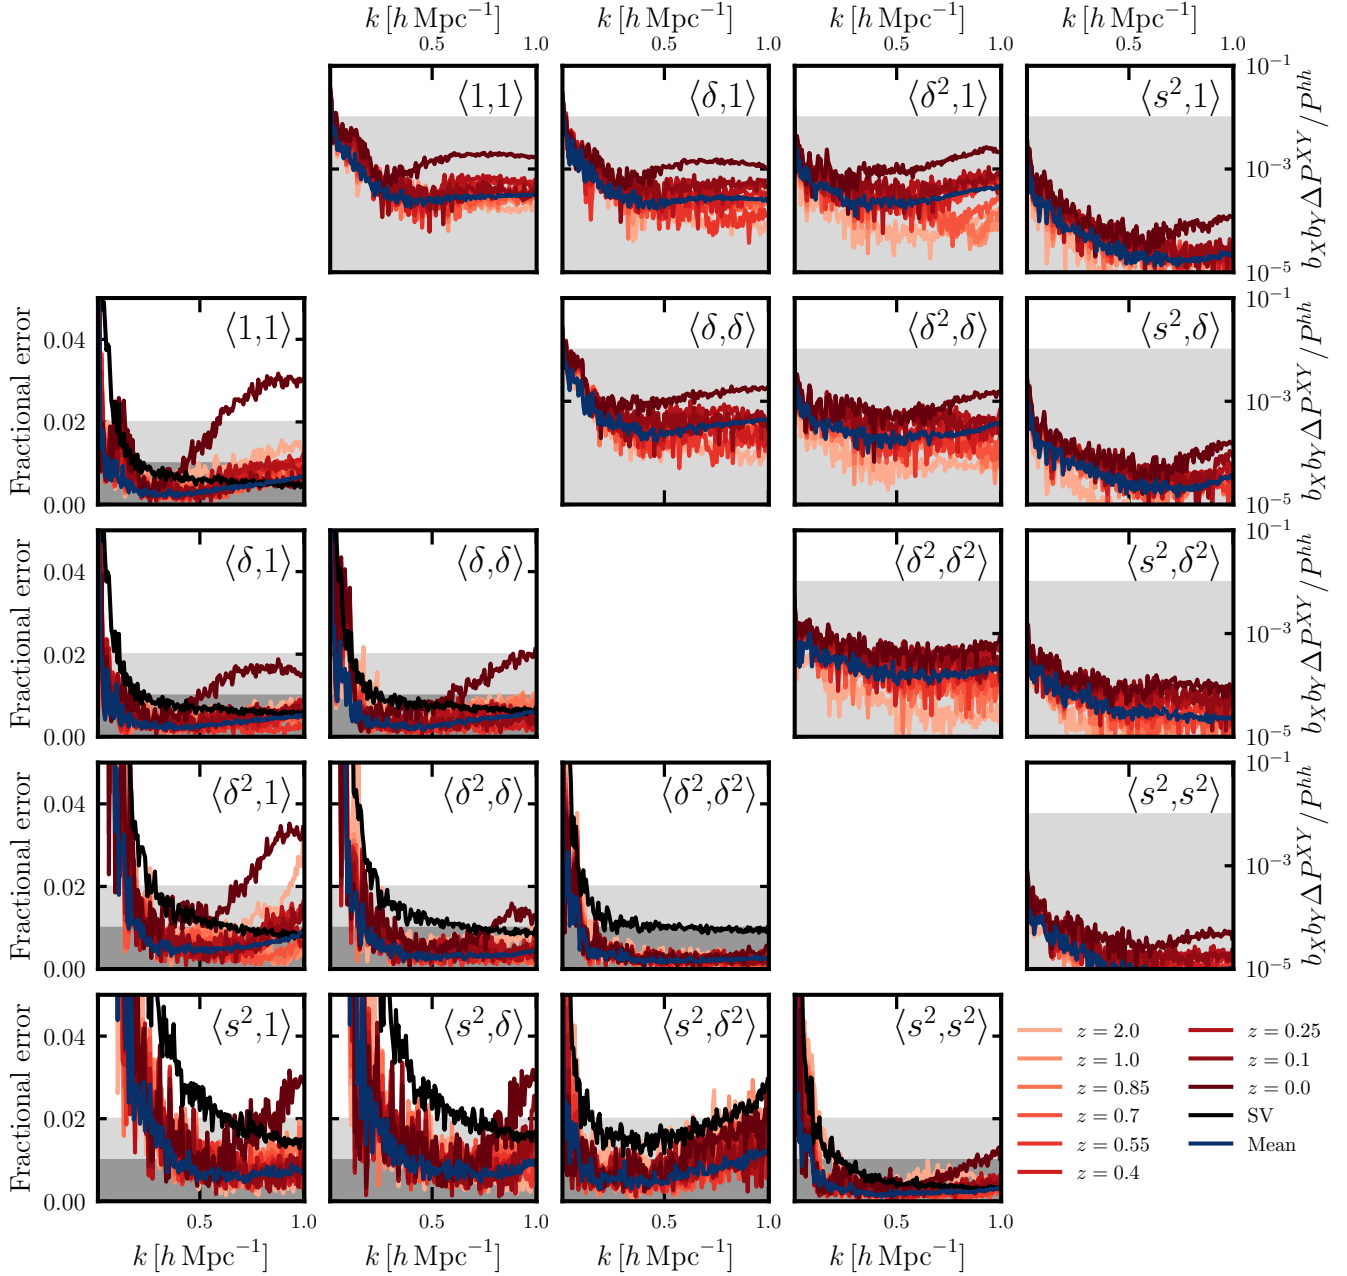 k [h Mpc⁻¹] k [h Mpc⁻¹] k [h Mpc⁻¹] k [h Mpc⁻¹]
0.5 1.0 0.5 1.0 0.5 1.0 0.5 1.0
⟨1,1⟩ ⟨δ,1⟩ ⟨δ²,1⟩ ⟨s²,1⟩
10⁻¹
10⁻³
10⁻⁵
b_X b_Y ΔP^{XY}/P^{hh}
Fractional error
0.04
0.02
0.00
⟨1,1⟩ ⟨δ,δ⟩ ⟨δ²,δ⟩ ⟨s²,δ⟩
10⁻¹
10⁻³
10⁻⁵
b_X b_Y ΔP^{XY}/P^{hh}
Fractional error
0.04
0.02
0.00
⟨δ,1⟩ ⟨δ,δ⟩ ⟨δ²,δ²⟩ ⟨s²,δ²⟩
10⁻¹
10⁻³
10⁻⁵
b_X b_Y ΔP^{XY}/P^{hh}
Fractional error
0.04
0.02
0.00
⟨δ²,1⟩ ⟨δ²,δ⟩ ⟨δ²,δ²⟩ ⟨s²,s²⟩
10⁻¹
10⁻³
10⁻⁵
b_X b_Y ΔP^{XY}/P^{hh}
Fractional error
0.04
0.02
0.00
⟨s²,1⟩ ⟨s²,δ⟩ ⟨s²,δ²⟩ ⟨s²,s²⟩
0.5 1.0 0.5 1.0 0.5 1.0 0.5 1.0
k [h Mpc⁻¹] k [h Mpc⁻¹] k [h Mpc⁻¹] k [h Mpc⁻¹]
z = 2.0
z = 1.0
z = 0.85
z = 0.7
z = 0.55
z = 0.4
z = 0.25
z = 0.1
z = 0.0
SV
Mean